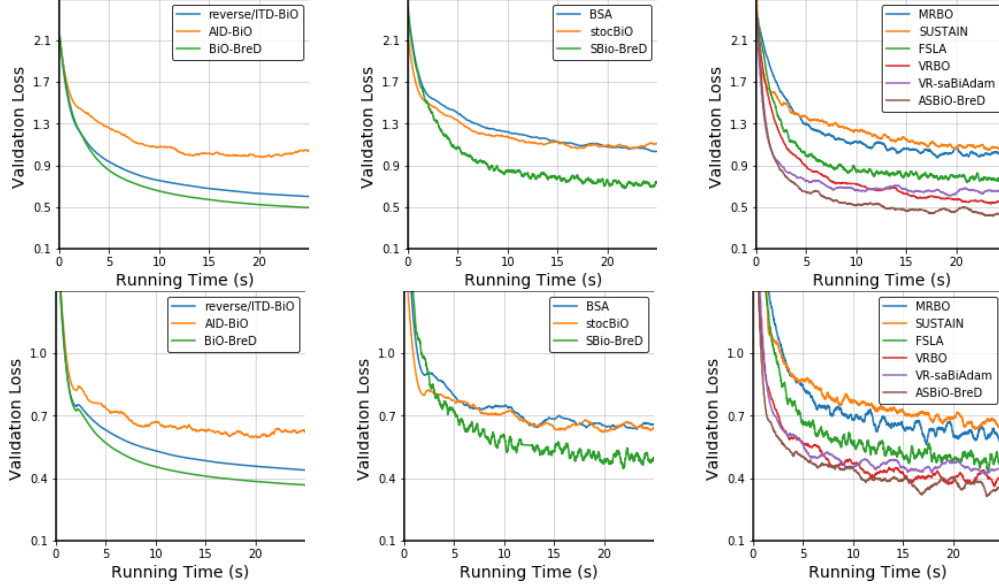 2.1
1.7
1.3
0.9
0.5
0.1
Validation Loss
0 5 10 15 20
Running Time (s)
reverse/ITD-BiO
AID-BiO
BiO-BreD
2.1
1.7
1.3
0.9
0.5
0.1
Validation Loss
0 5 10 15 20
Running Time (s)
BSA
stocBiO
SBio-BreD
2.1
1.7
1.3
0.9
0.5
0.1
Validation Loss
0 5 10 15 20
Running Time (s)
MRBO
SUSTAIN
FSLA
VRBO
VR-saBiAdam
ASBiO-BreD
1.0
0.7
0.4
0.1
Validation Loss
0 5 10 15 20
Running Time (s)
reverse/ITD-BiO
AID-BiO
BiO-BreD
1.0
0.7
0.4
0.1
Validation Loss
0 5 10 15 20
Running Time (s)
BSA
stocBiO
SBio-BreD
1.0
0.7
0.4
0.1
Validation Loss
0 5 10 15 20
Running Time (s)
MRBO
SUSTAIN
FSLA
VRBO
VR-saBiAdam
ASBiO-BreD